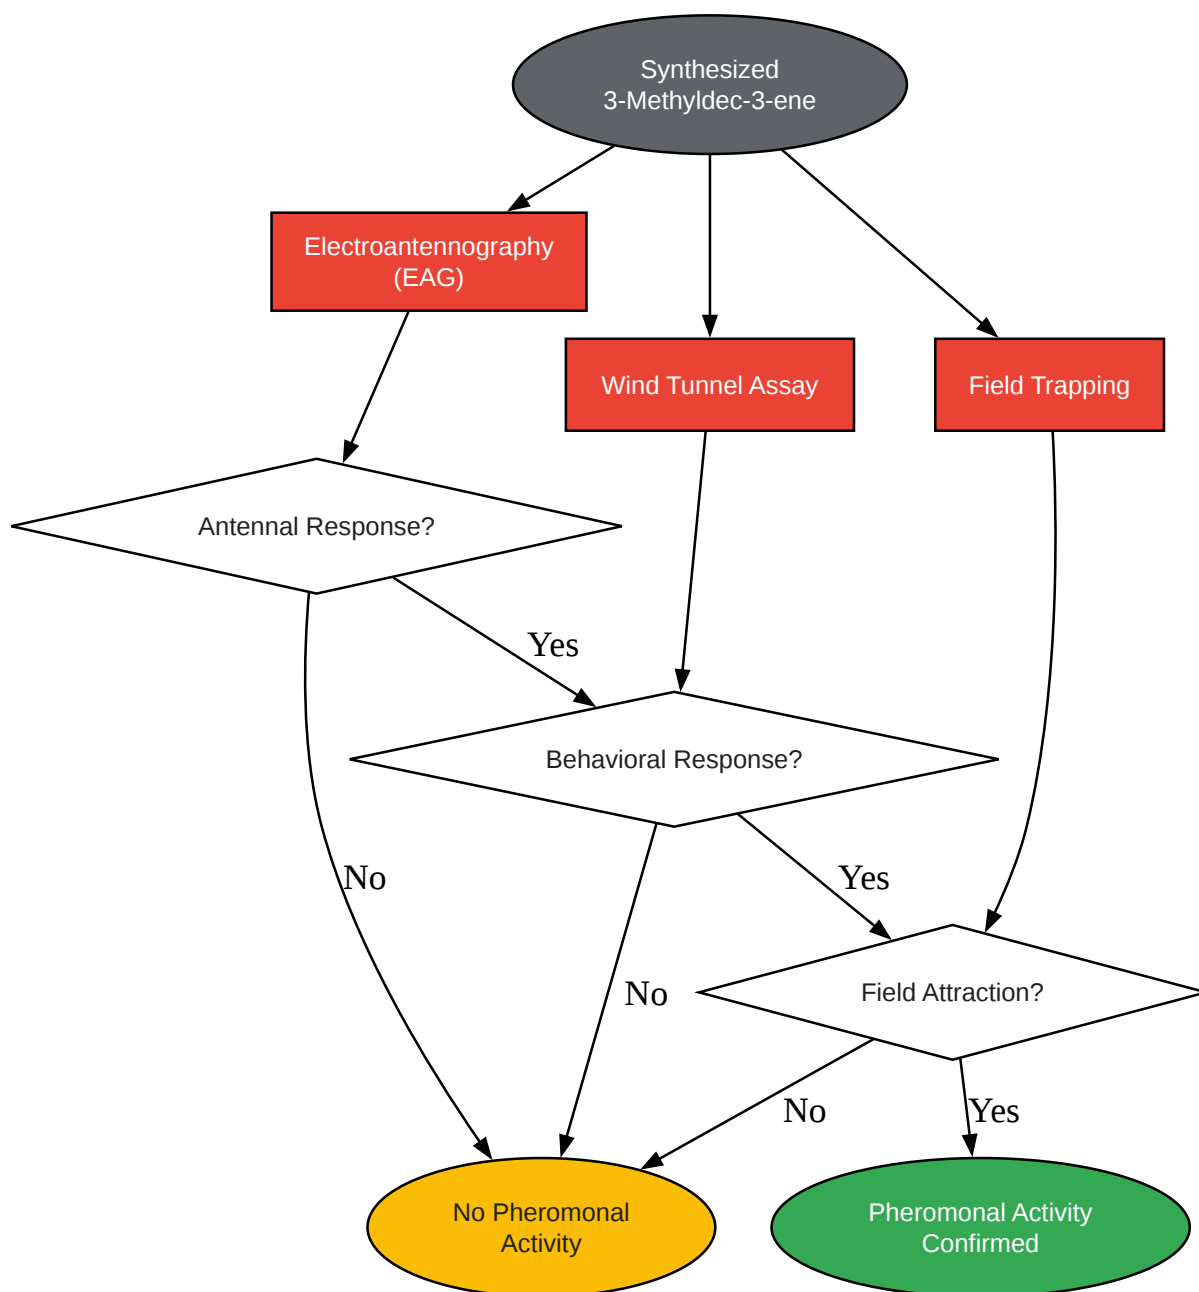 Synthesized
3-Methyldec-3-ene
Electroantennography
(EAG)
Wind Tunnel Assay
Field Trapping
Antennal Response?
Yes
Behavioral Response?
No
Yes
No
Field Attraction?
No
Yes
No Pheromonal
Activity
Pheromonal Activity
Confirmed